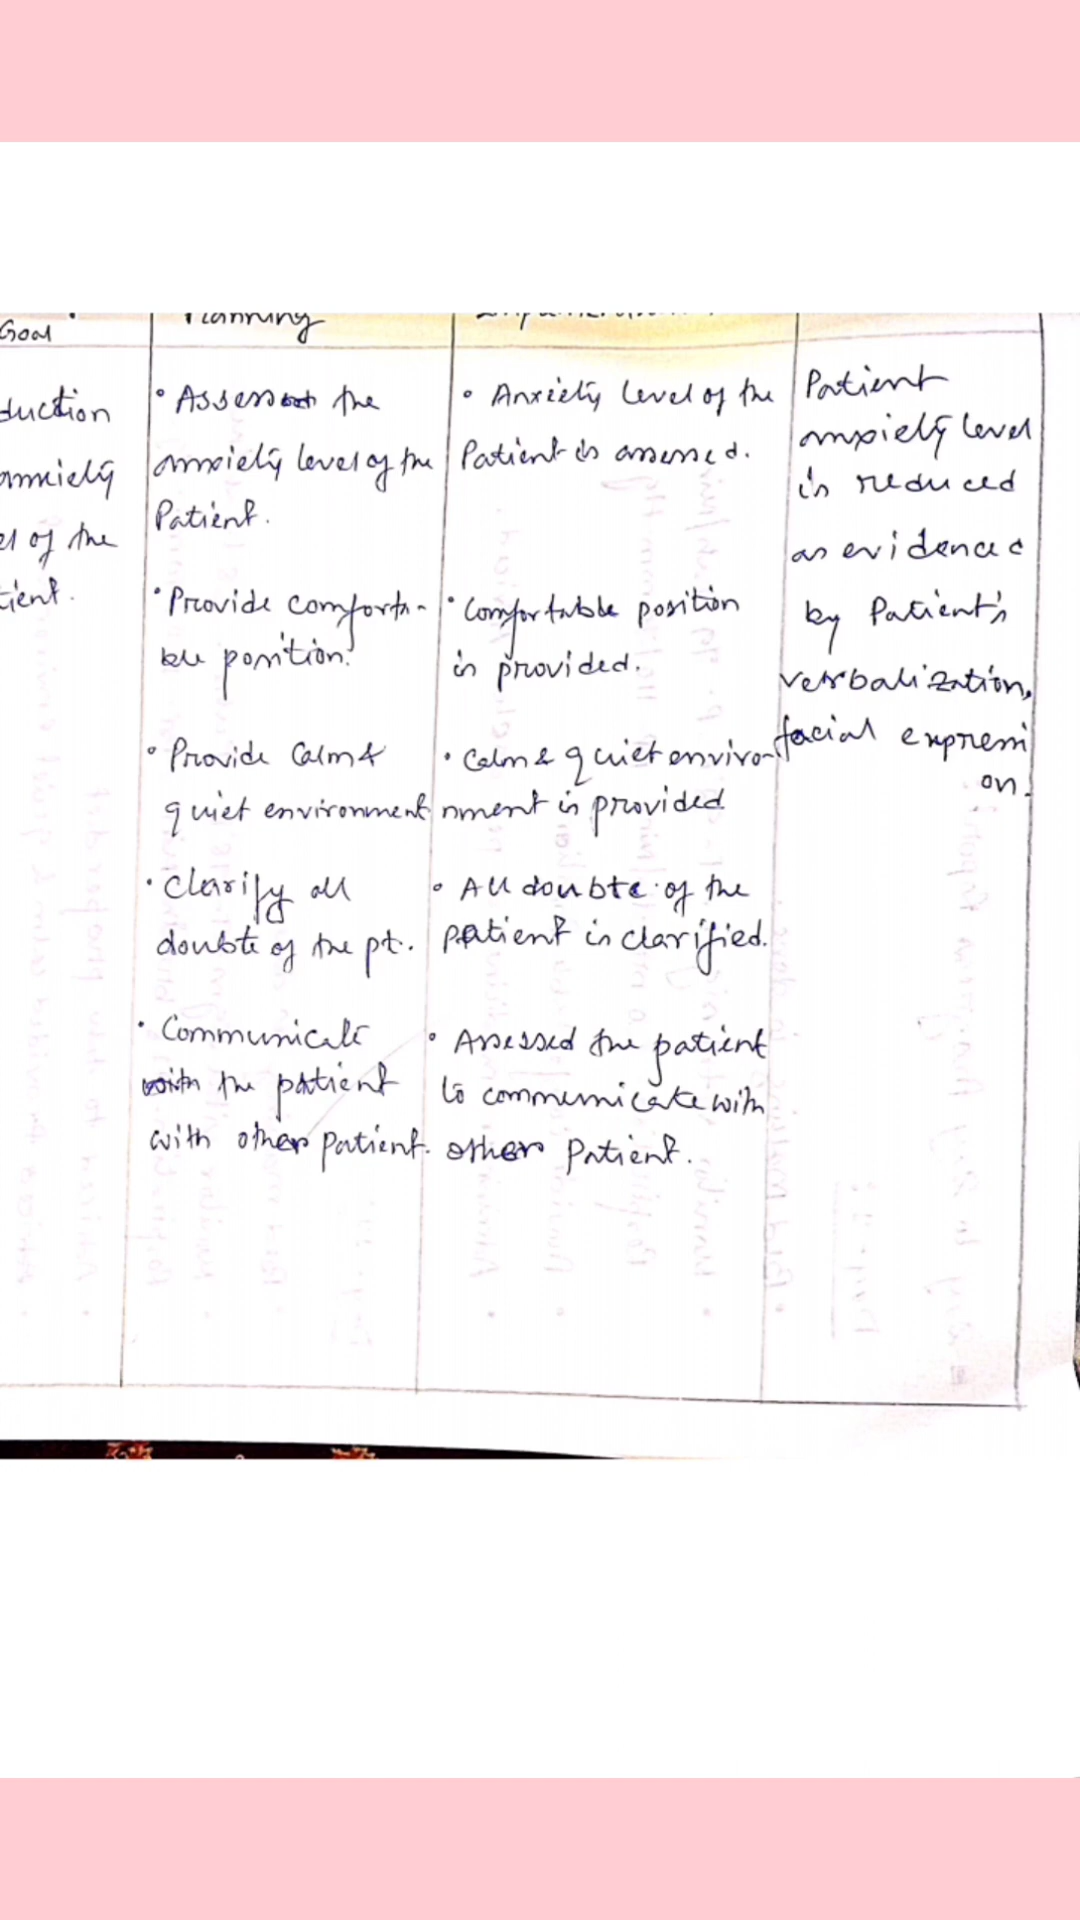 Goal
Planning
duction
anxiety
el of the
tient.
• Assess the
anxiety level of the
Patient.
• Provide comforta-
ble position.
• Provide Calm &
quiet environment
• Clarify all
doubts of the pt.
• Communicate
with the patient
with other patient.
• Anxiety level of the
Patient is assessed.
• Comfortable position
is provided.
• Calm & quiet enviro-
nment is provided
• All doubts of the
patient is clarified.
• Assessed the patient
to communicate with
other Patient.
Patient
anxiety level
is reduced
as evidence
by Patient's
verbalization,
facial expressi
on.